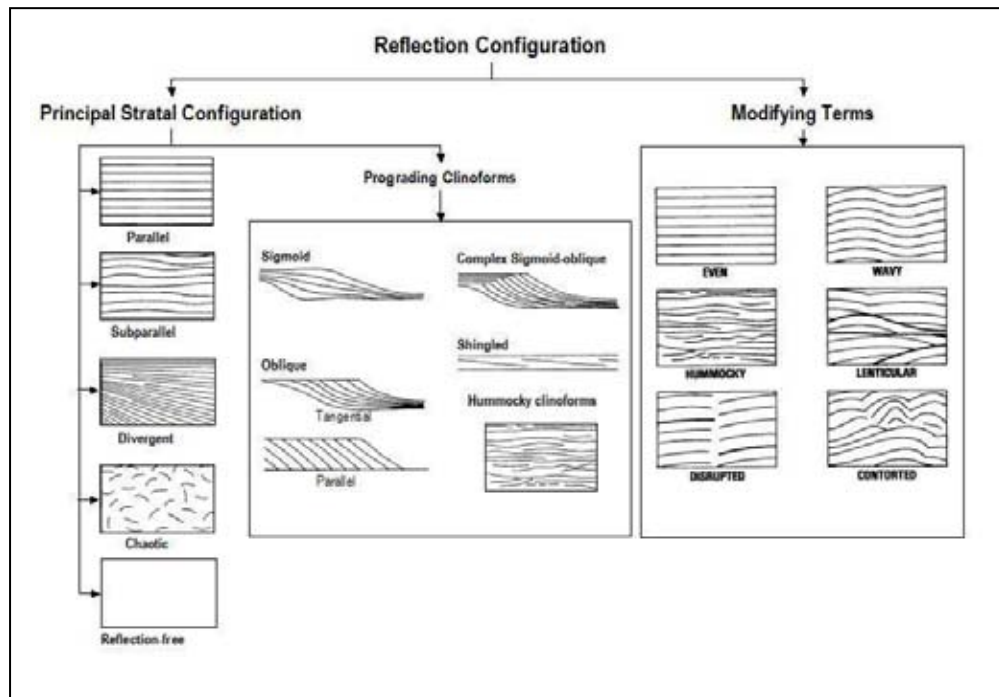 Reflection Configuration
Principal Stratal Configuration
Parallel
Subparallel
Divergent
Chaotic
Reflection-free
Prograding Clinoforms
Sigmoid
Complex Sigmoid-oblique
Shingled
Oblique
Tangential
Parallel
Hummocky clinoforms
Modifying Terms
EVEN
WAVY
HUMMOCKY
LENTICULAR
DISRUPTED
CONTORTED